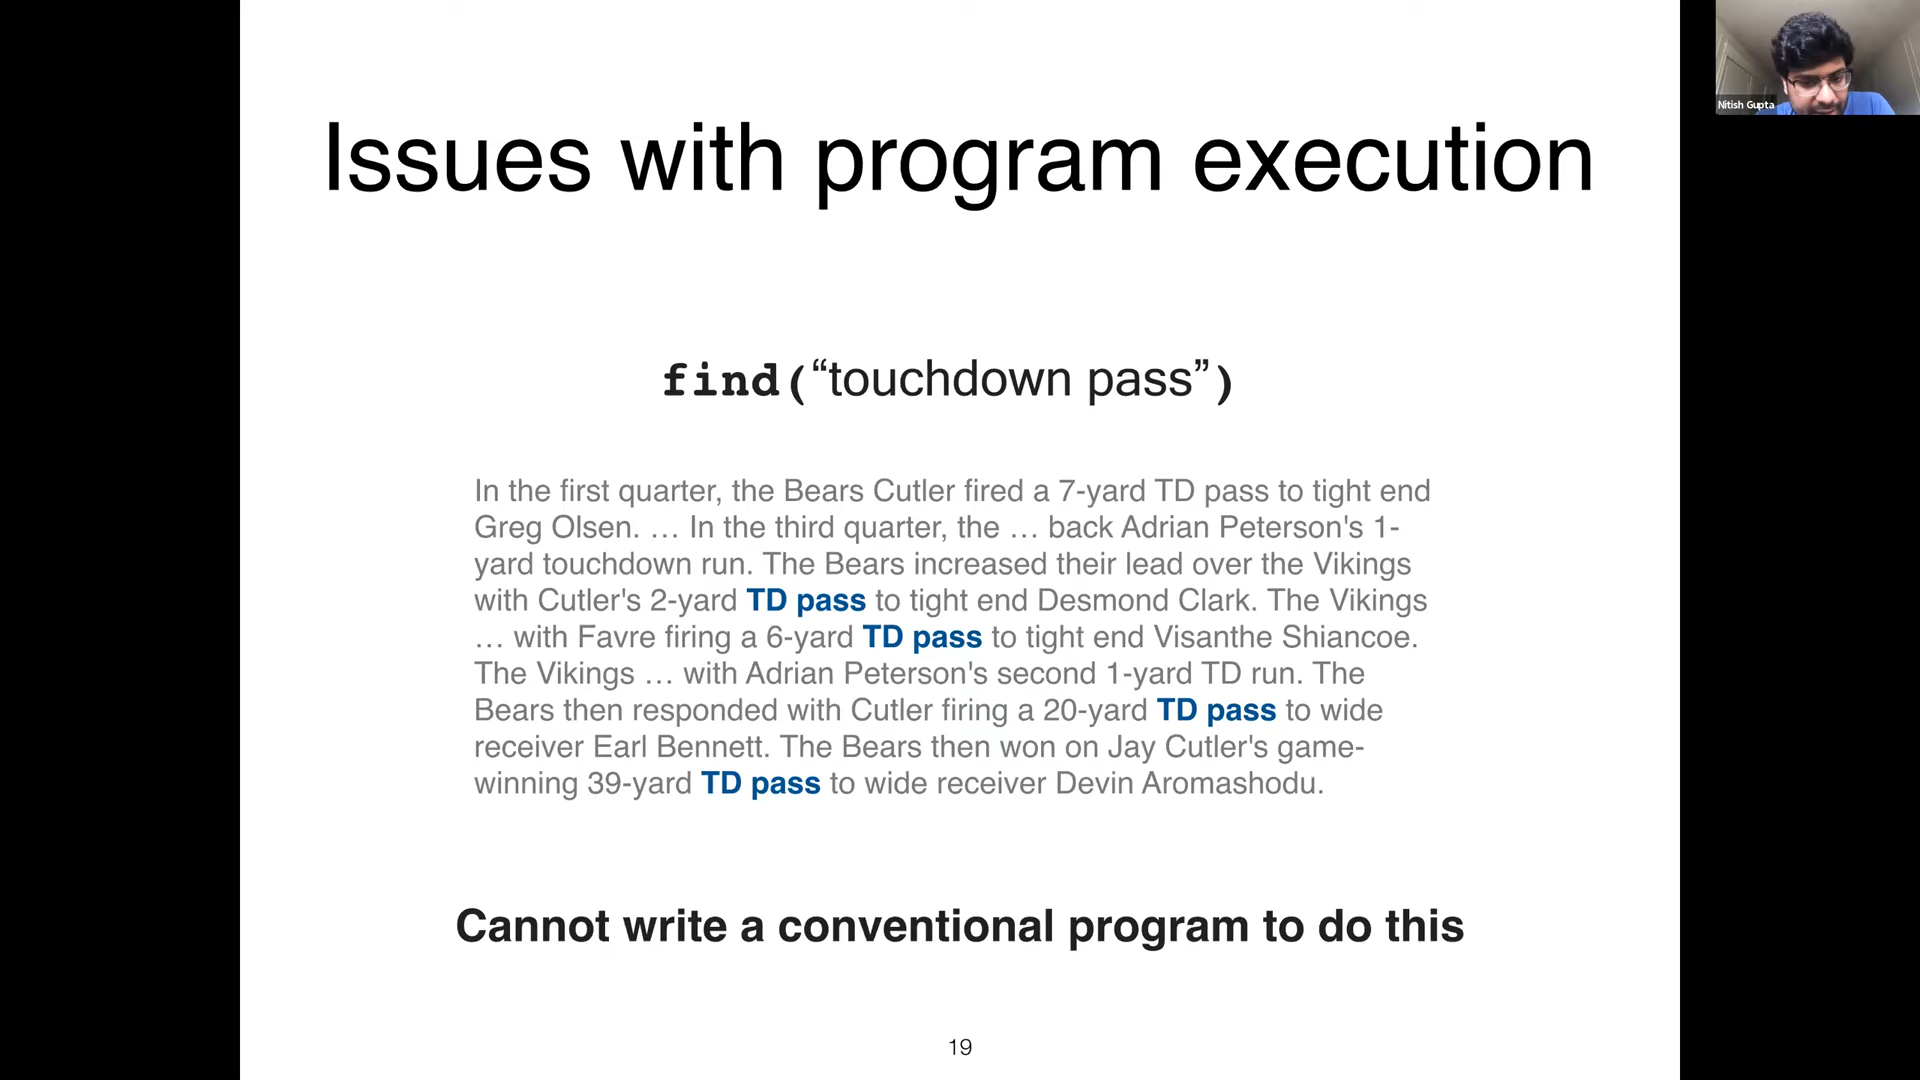 Issues with program execution
find(“touchdown pass”)
In the first quarter, the Bears Cutler fired a 7-yard TD pass to tight end
Greg Olsen. … In the third quarter, the … back Adrian Peterson's 1-
yard touchdown run. The Bears increased their lead over the Vikings
with Cutler's 2-yard TD pass to tight end Desmond Clark. The Vikings
… with Favre firing a 6-yard TD pass to tight end Visanthe Shiancoe.
The Vikings … with Adrian Peterson's second 1-yard TD run. The
Bears then responded with Cutler firing a 20-yard TD pass to wide
receiver Earl Bennett. The Bears then won on Jay Cutler's game-
winning 39-yard TD pass to wide receiver Devin Aromashodu.
Cannot write a conventional program to do this
19
Nitish Gupta